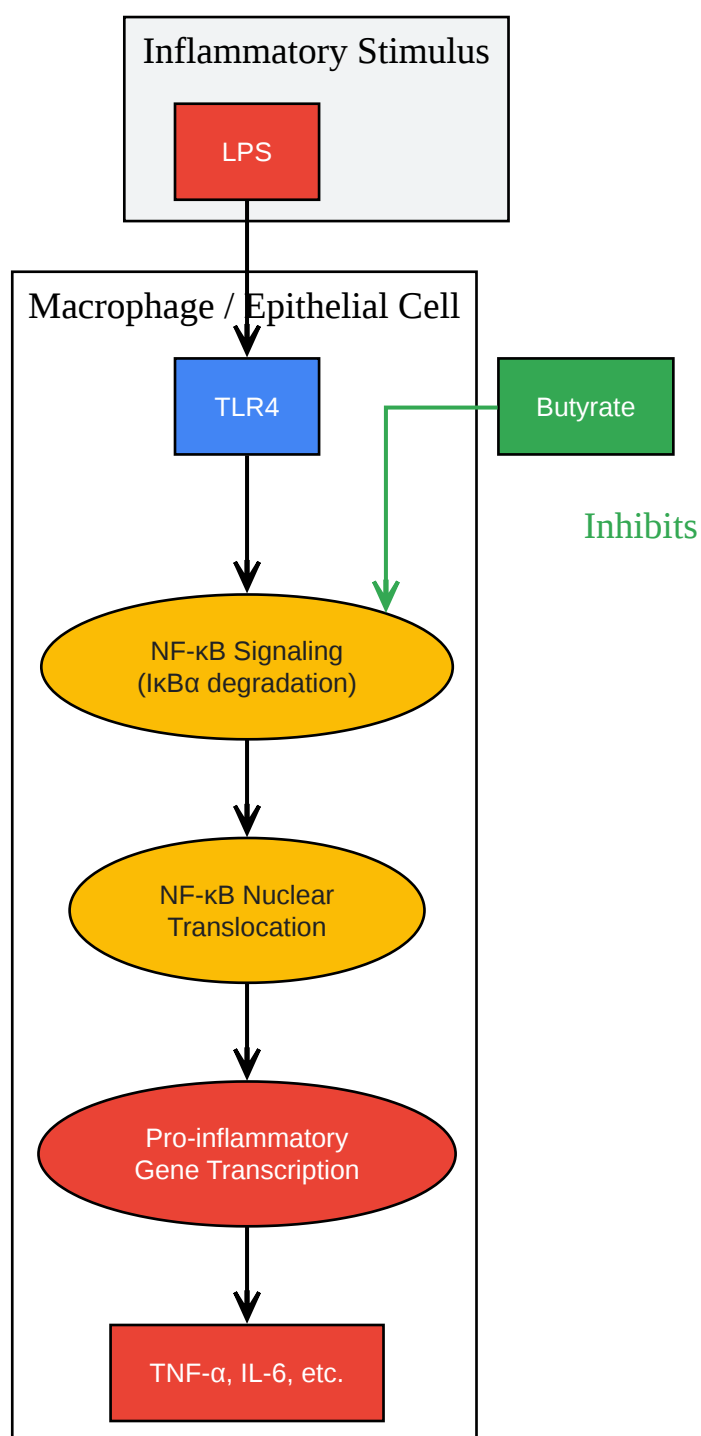 Inflammatory Stimulus
LPS
Macrophage / Epithelial Cell
TLR4
Butyrate
Inhibits
NF-κB Signaling
(IκBα degradation)
NF-κB Nuclear
Translocation
Pro-inflammatory
Gene Transcription
TNF-α, IL-6, etc.